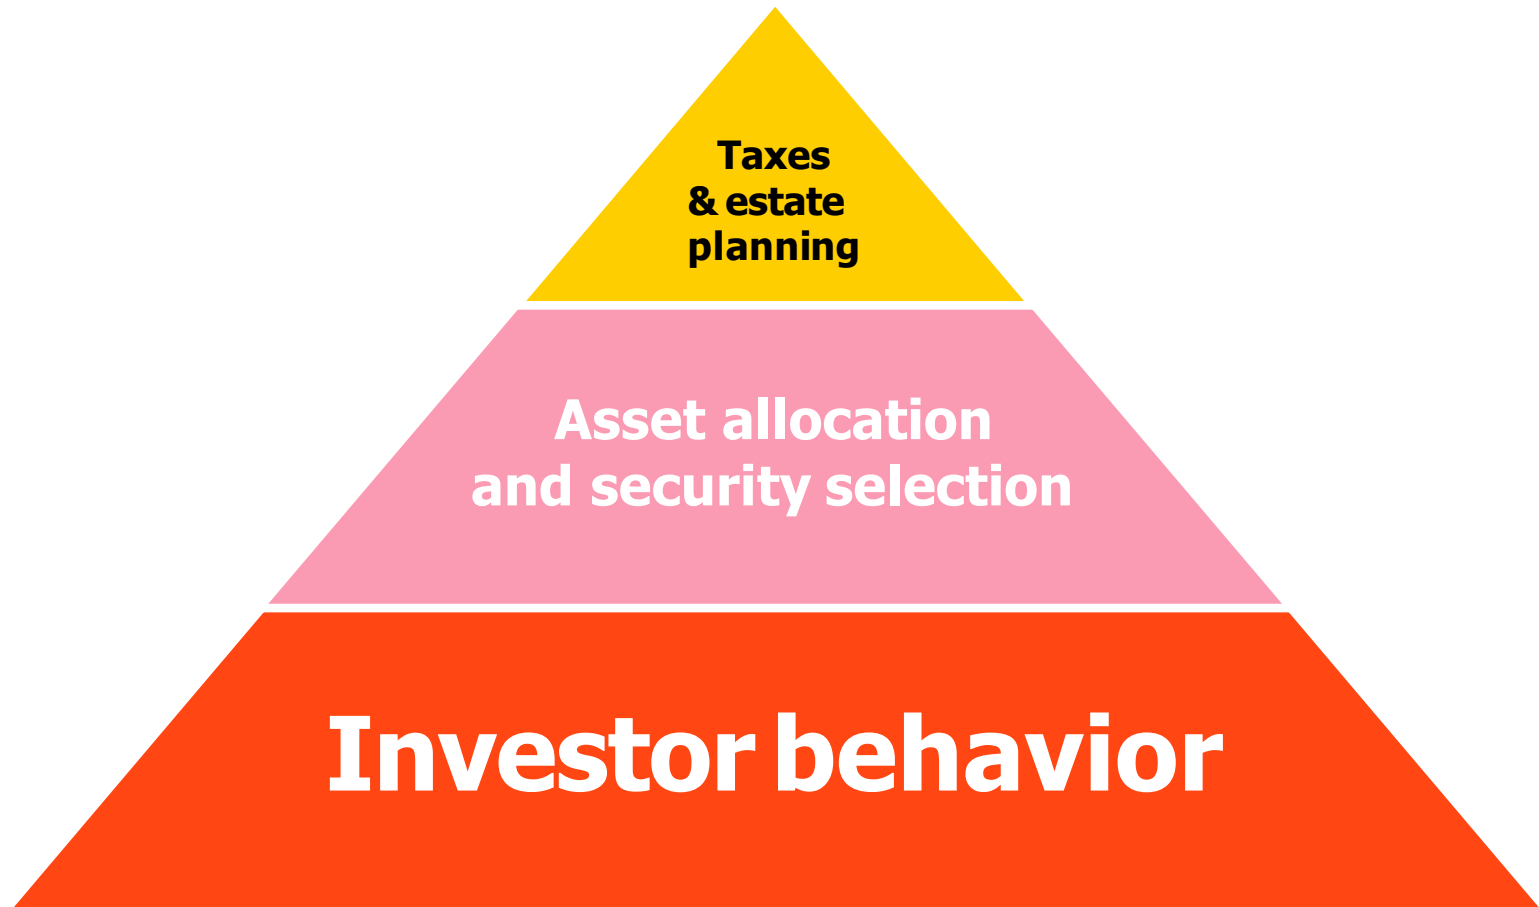 Taxes
& estate
planning
Asset allocation
and security selection
Investor behavior